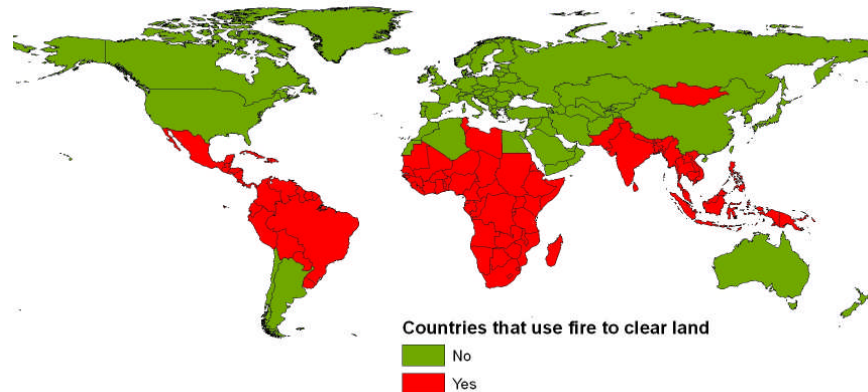 Countries that use fire to clear land
No
Yes